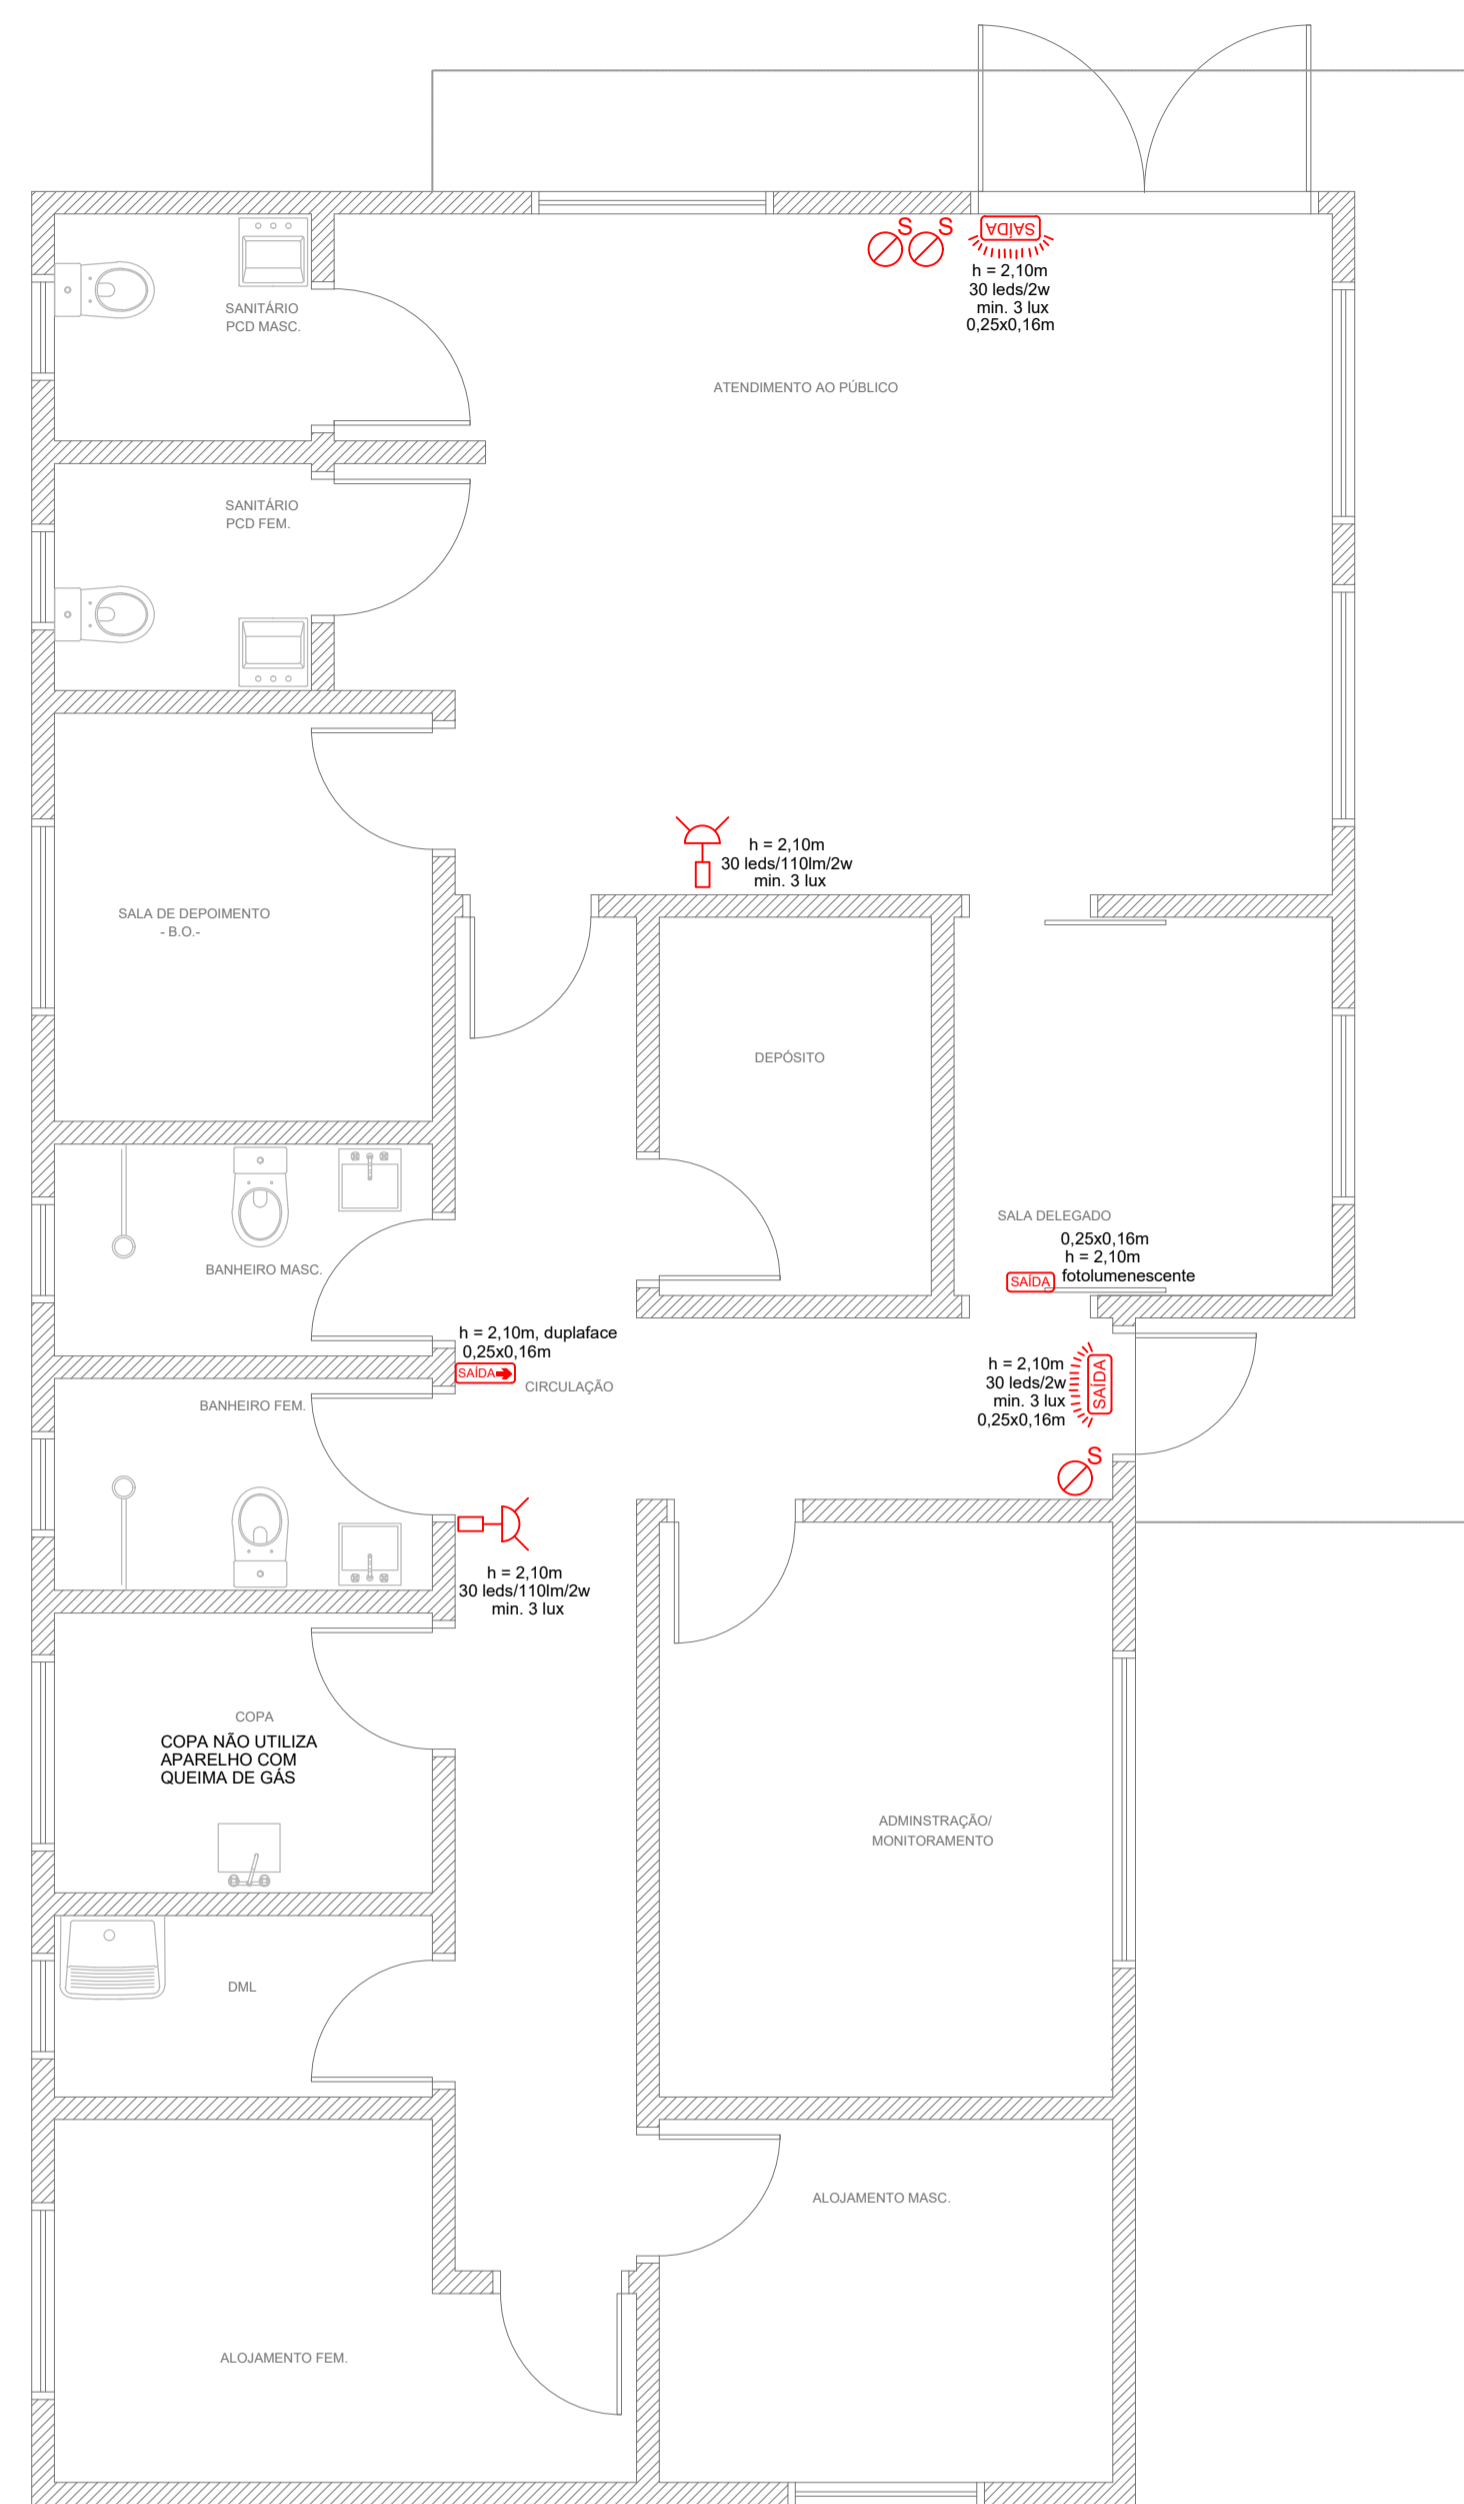 S S
SAÍDA
h = 2,10m
30 leds/2w
min. 3 lux
0,25x0,16m
SANITÁRIO
PCD MASC.
ATENDIMENTO AO PÚBLICO
SANITÁRIO
PCD FEM.
h = 2,10m
30 leds/110lm/2w
min. 3 lux
SALA DE DEPOIMENTO
- B.O.-
DEPÓSITO
SALA DELEGADO
0,25x0,16m
h = 2,10m
fotolumenescente
SAÍDA
BANHEIRO MASC.
h = 2,10m, duplaface
0,25x0,16m
SAÍDA
CIRCULAÇÃO
h = 2,10m
30 leds/2w
min. 3 lux
0,25x0,16m
SAÍDA
S
BANHEIRO FEM.
h = 2,10m
30 leds/110lm/2w
min. 3 lux
COPA
COPA NÃO UTILIZA
APARELHO COM
QUEIMA DE GÁS
ADMINSTRAÇÃO/
MONITORAMENTO
DML
ALOJAMENTO MASC.
ALOJAMENTO FEM.